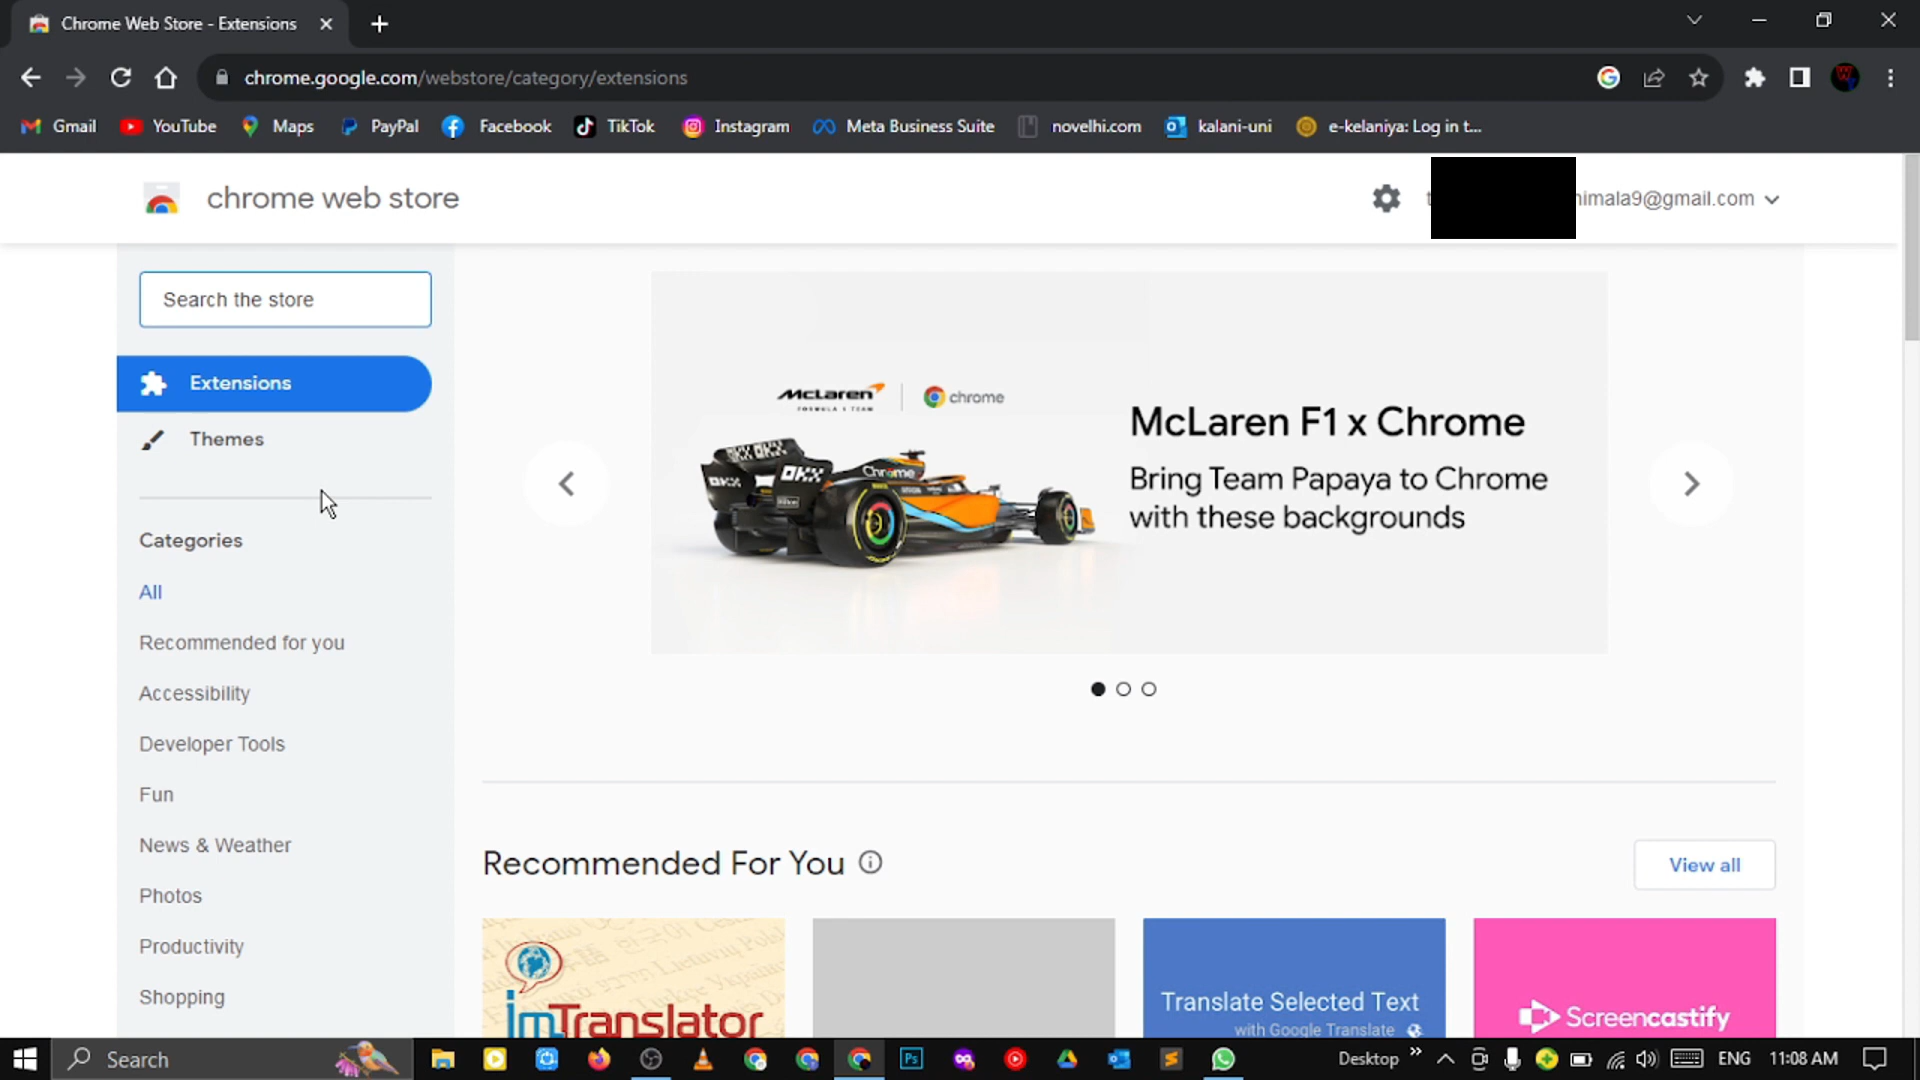 Chrome Web Store - Extensions
chrome.google.com/webstore/category/extensions
Gmail YouTube Maps PayPal Facebook TikTok Instagram Meta Business Suite novelhi.com kalani-uni e-kelaniya: Log in t...
chrome web store
himala9@gmail.com
Search the store
Extensions
Themes
Categories
All
Recommended for you
Accessibility
Developer Tools
Fun
News & Weather
Photos
Productivity
Shopping
McLaren
FORMULA 1 TEAM
chrome
McLaren F1 x Chrome
Bring Team Papaya to Chrome
with these backgrounds
OKX
OKX
Chrome
Recommended For You
View all
imTranslator
Translate Selected Text
with Google Translate
Screencastify
Search
Ps
Desktop
ENG
11:08 AM